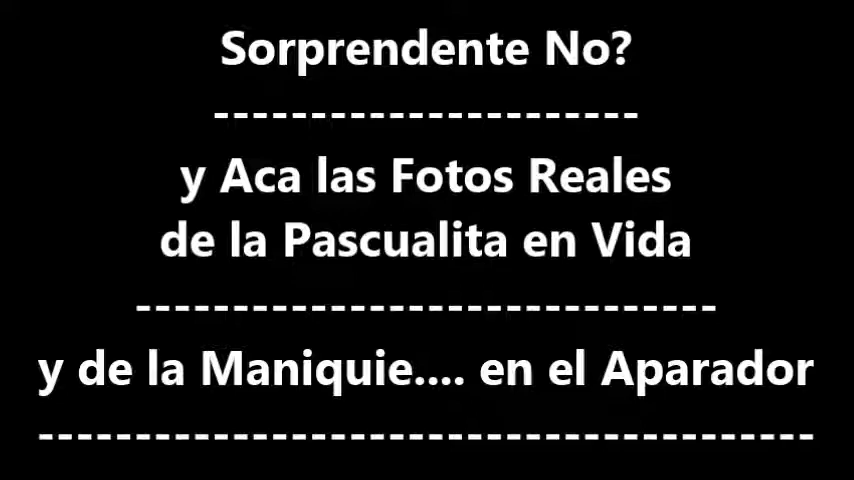 Sorprendente No?
----------------------
y Aca las Fotos Reales
de la Pascualita en Vida
------------------------------
y de la Maniquie.... en el Aparador
----------------------------------------